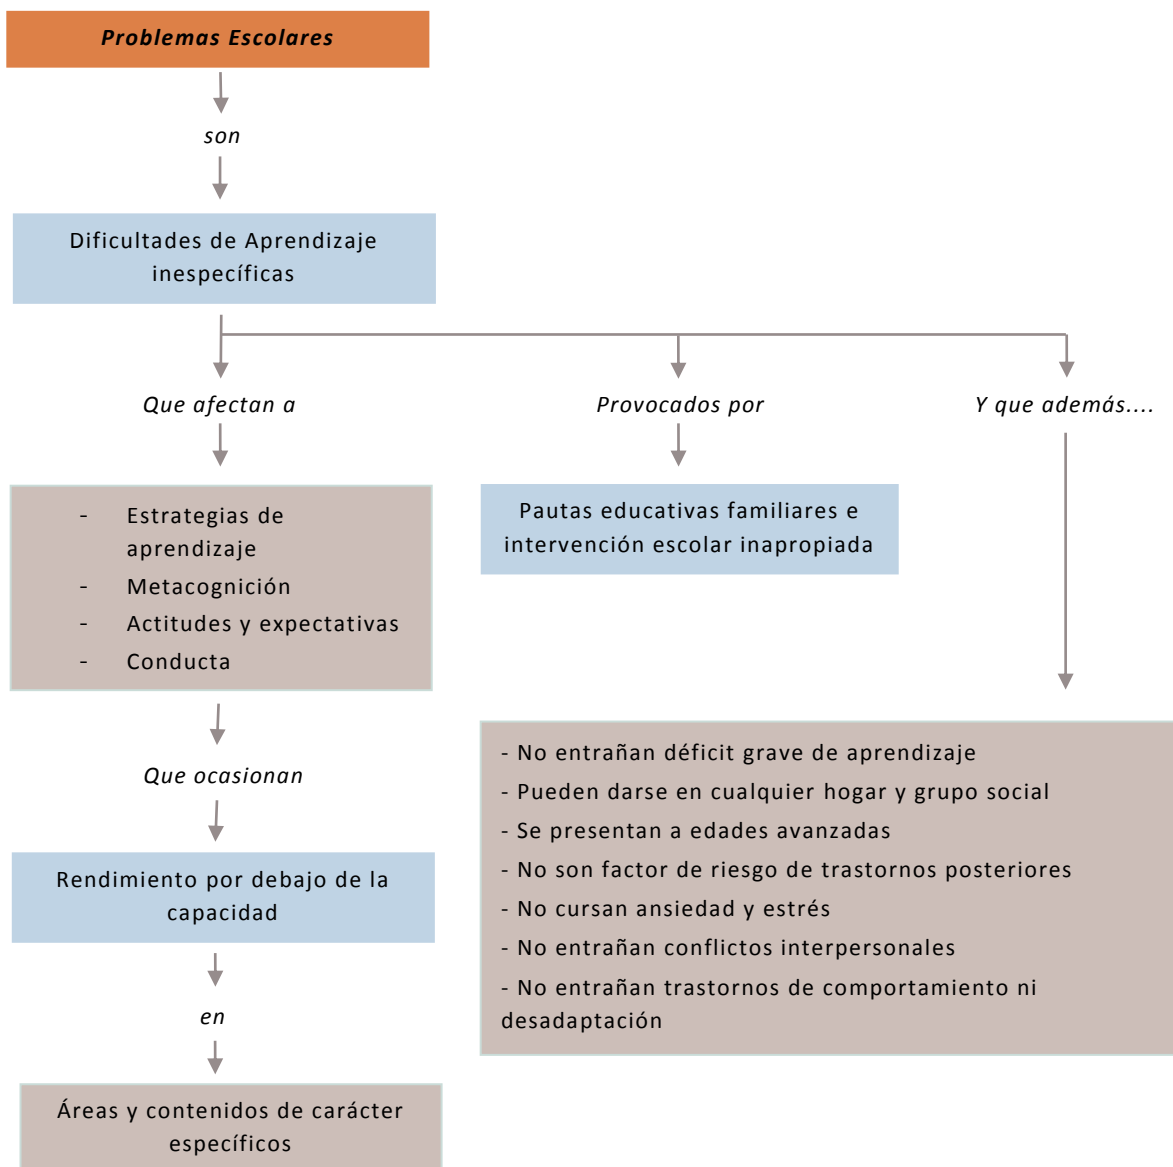 Problemas Escolares
son
Dificultades de Aprendizaje
inespecíficas
Que afectan a
Provocados por
Y que además....
- Estrategias de
aprendizaje
- Metacognición
- Actitudes y expectativas
- Conducta
Pautas educativas familiares e
intervención escolar inapropiada
Que ocasionan
Rendimiento por debajo de la
capacidad
en
Áreas y contenidos de carácter
específicos
- No entrañan déficit grave de aprendizaje
- Pueden darse en cualquier hogar y grupo social
- Se presentan a edades avanzadas
- No son factor de riesgo de trastornos posteriores
- No cursan ansiedad y estrés
- No entrañan conflictos interpersonales
- No entrañan trastornos de comportamiento ni
desadaptación